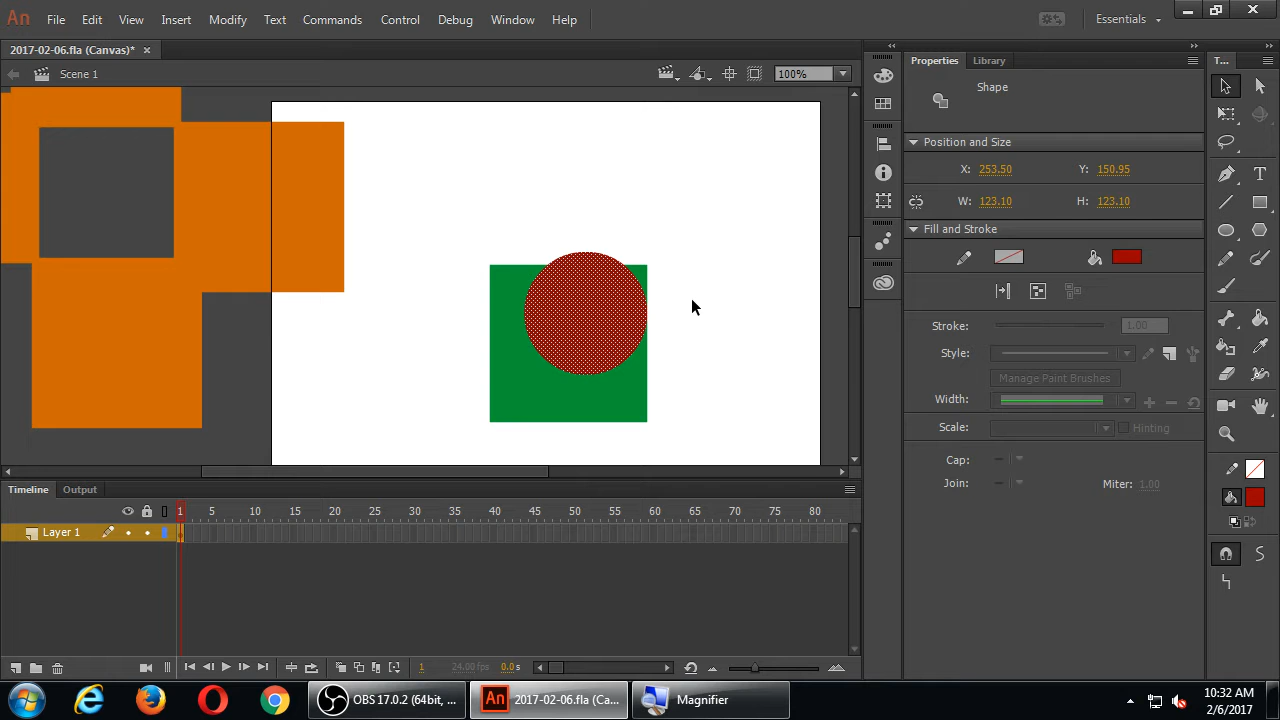 An File Edit View Insert Modify Text Commands Control Debug Window Help Essentials
2017-02-06.fla (Canvas)* ×
Scene 1 100%
Properties Library T...
Shape
Position and Size
X: 253.50 Y: 150.95
W: 123.10 H: 123.10
Fill and Stroke
Stroke: 1.00
Style:
Manage Paint Brushes
Width:
Scale: Hinting
Cap:
Join: Miter: 1.00
Timeline Output
1 5 10 15 20 25 30 35 40 45 50 55 60 65 70 75 80
Layer 1
1 24.00 fps 0.0 s
OBS 17.0.2 (64bit, ... An 2017-02-06.fla (Ca... Magnifier
10:32 AM
2/6/2017